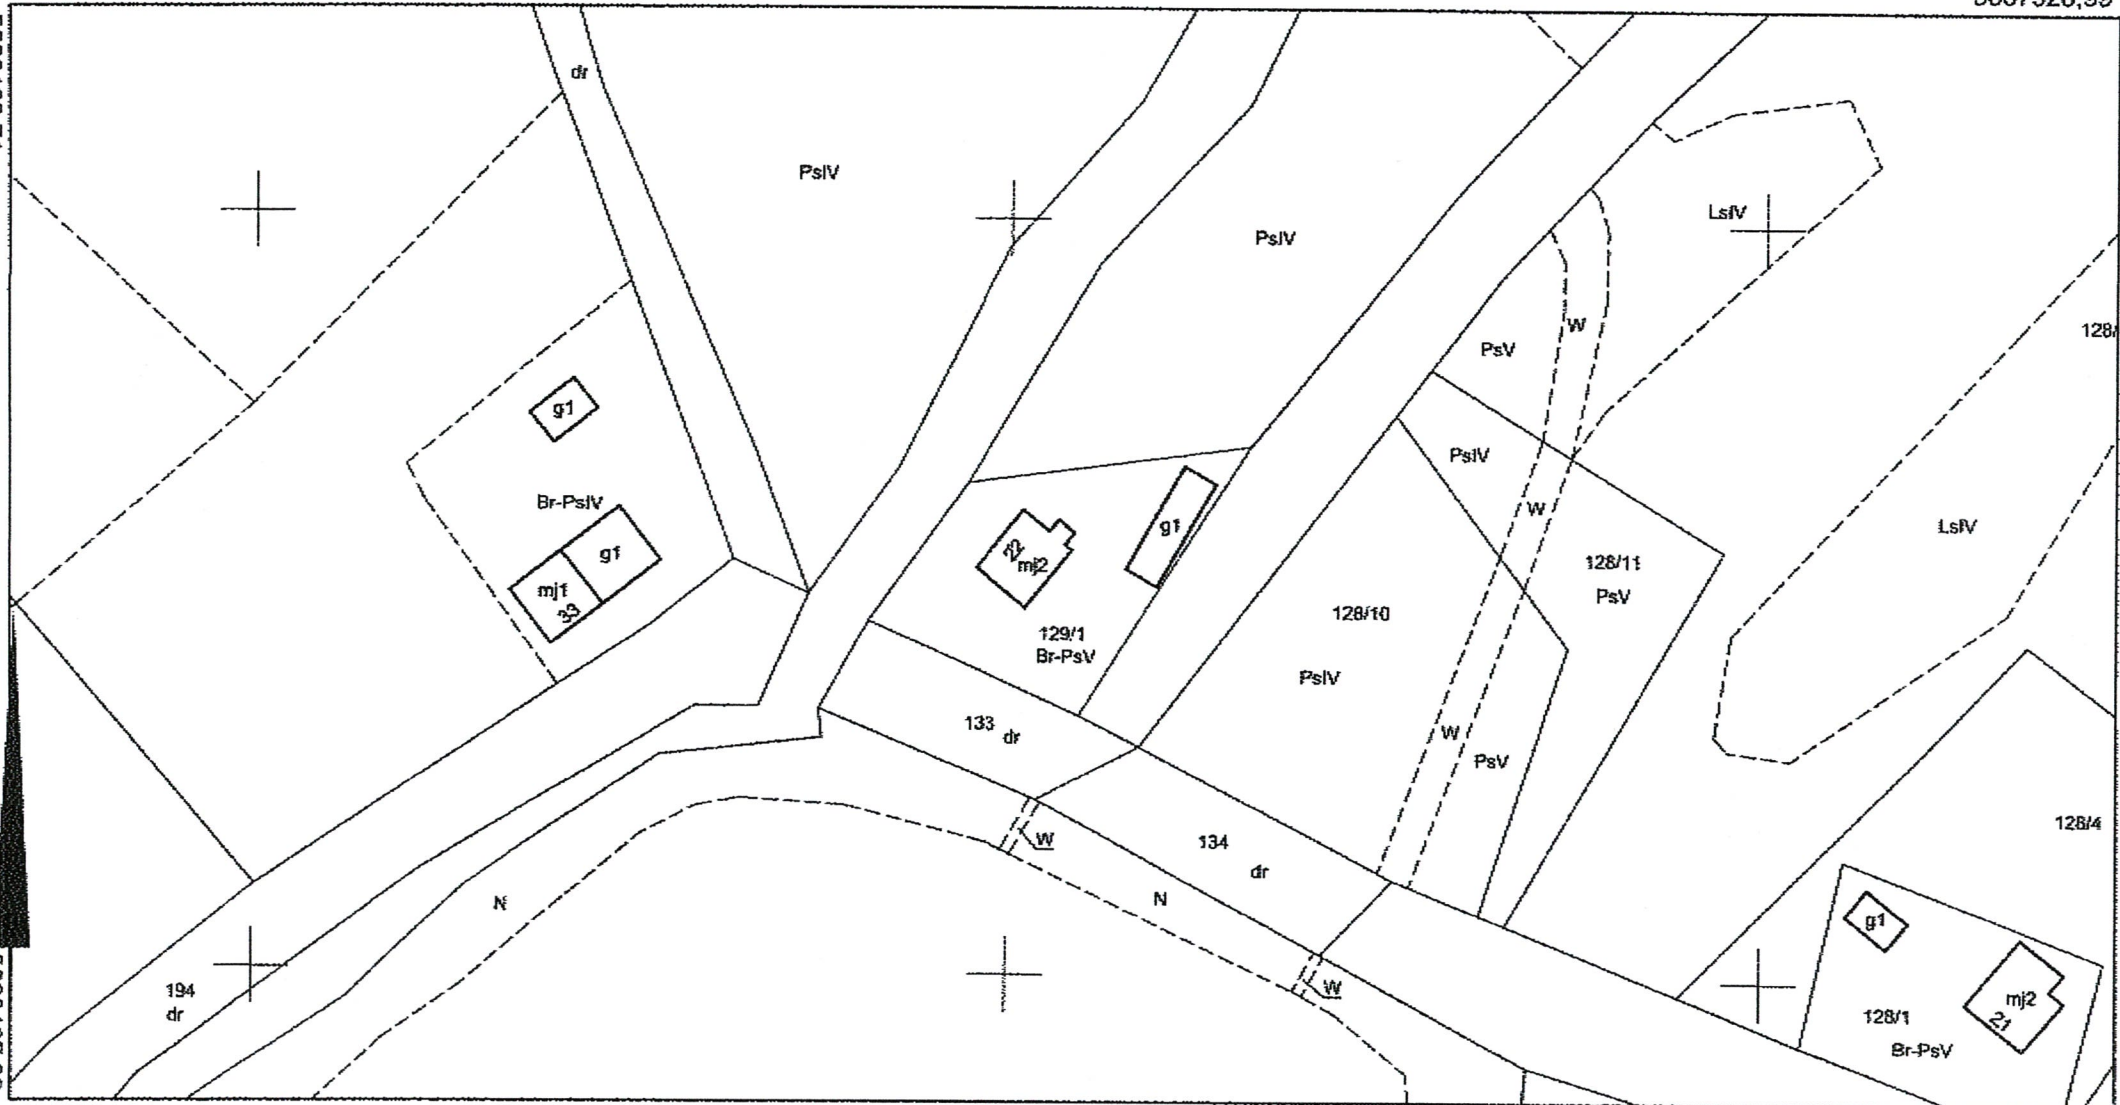 dr
PsIV
PsIV
LsIV
W
PsV
g1
PsIV
Br-PsIV
g1
mj1
33
22
mj2
g1
W
128/11
PsV
LsIV
128/10
PsIV
129/1
Br-PsV
133 dr
W
PsV
134
dr
128/4
W
N
N
g1
W
194
dr
mj2
21
128/1
Br-PsV